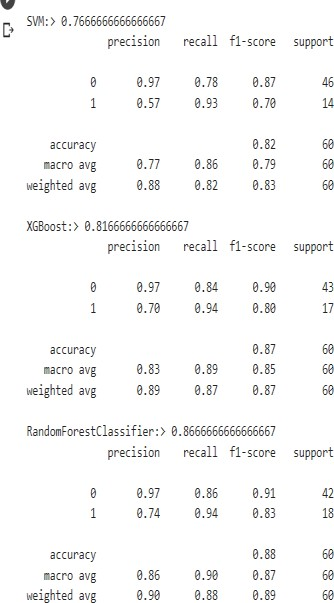 SVM:> 0.7666666666666667
precision recall f1-score support
0 0.97 0.78 0.87 46
1 0.57 0.93 0.70 14
accuracy 0.82 60
macro avg 0.77 0.86 0.79 60
weighted avg 0.88 0.82 0.83 60
XGBoost:> 0.8166666666666667
precision recall f1-score support
0 0.97 0.84 0.90 43
1 0.70 0.94 0.80 17
accuracy 0.87 60
macro avg 0.83 0.89 0.85 60
weighted avg 0.89 0.87 0.87 60
RandomForestClassifier:> 0.8666666666666667
precision recall f1-score support
0 0.97 0.86 0.91 42
1 0.74 0.94 0.83 18
accuracy 0.88 60
macro avg 0.86 0.90 0.87 60
weighted avg 0.90 0.88 0.89 60